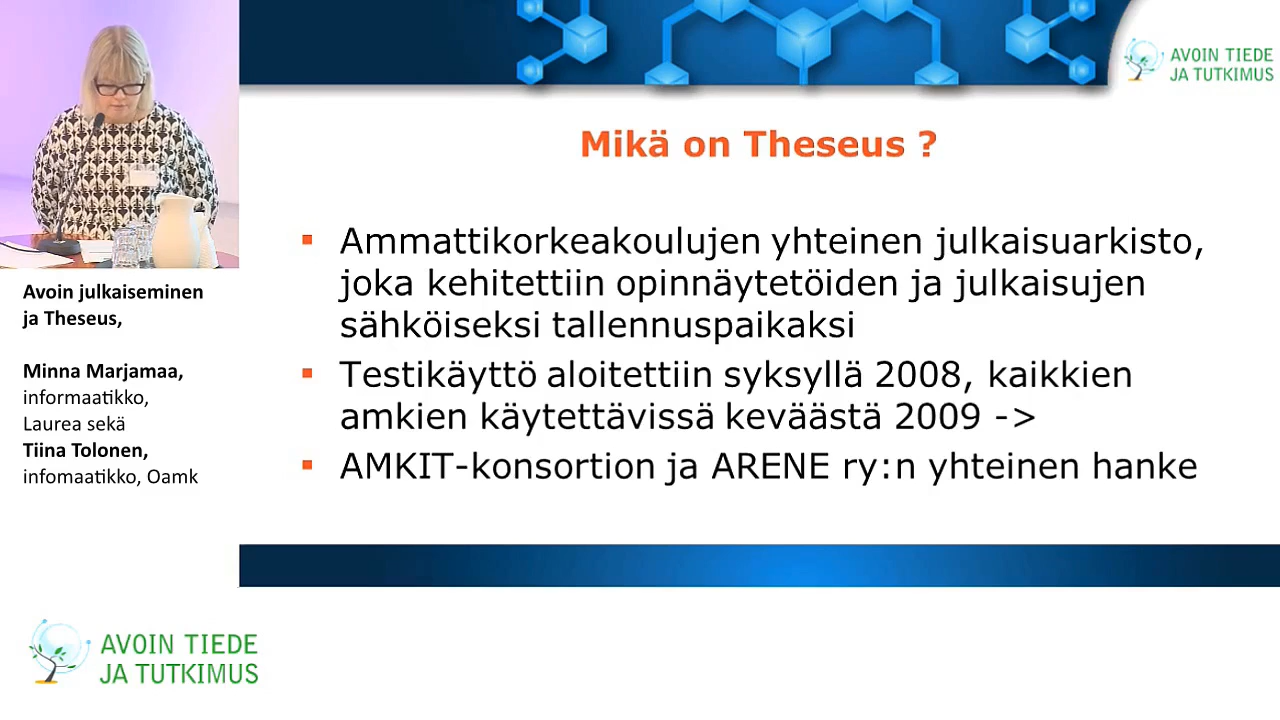 AVOIN TIEDE
JA TUTKIMUS
Mikä on Theseus ?
Ammattikorkeakoulujen yhteinen julkaisuarkisto,
joka kehitettiin opinnäytetöiden ja julkaisujen
sähköiseksi tallennuspaikaksi
Testikäyttö aloitettiin syksyllä 2008, kaikkien
amkien käytettävissä keväästä 2009 ->
AMKIT-konsortion ja ARENE ry:n yhteinen hanke
Avoin julkaiseminen
ja Theseus,
Minna Marjamaa,
informaatikko,
Laurea sekä
Tiina Tolonen,
infomaatikko, Oamk
AVOIN TIEDE
JA TUTKIMUS